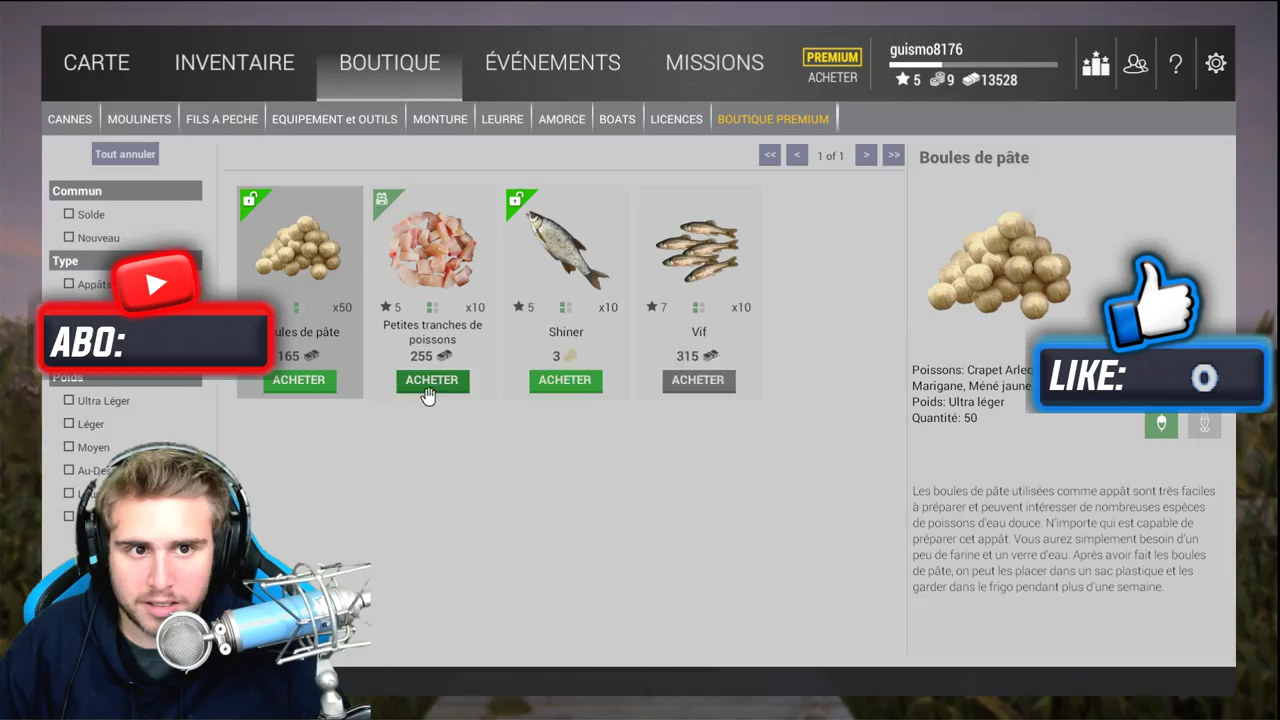 CARTE INVENTAIRE BOUTIQUE ÉVÉNEMENTS MISSIONS PREMIUM
ACHETER
guismo8176
5 9 13528
?
CANNES MOULINETS FILS A PECHE EQUIPEMENT et OUTILS MONTURE LEURRE AMORCE BOATS LICENCES BOUTIQUE PREMIUM
Tout annuler
<< < 1 of 1 > >>
Commun
Solde
Nouveau
Type
Appâts
Poids
Ultra Léger
Léger
Moyen
x50
165
ACHETER
5 x10
Petites tranches de
poissons
255
ACHETER
5 x10
Shiner
3
ACHETER
7 x10
Vif
315
ACHETER
Boules de pâte
Poissons: Crapet
Marigane, Méné jaune
Poids: Ultra léger
Quantité: 50
Les boules de pâte utilisées comme appât sont très faciles
à préparer et peuvent intéresser de nombreuses espèces
de poissons d'eau douce. N'importe qui est capable de
préparer cet appât. Vous aurez simplement besoin d'un
peu de farine et un verre d'eau. Après avoir fait les boules
de pâte, on peut les placer dans un sac plastique et les
garder dans le frigo pendant plus d'une semaine.
ABO:
LIKE: 0